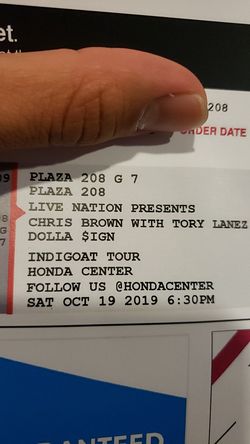 et.
208
ORDER DATE
PLAZA 208 G 7
PLAZA 208
LIVE NATION PRESENTS
CHRIS BROWN WITH TORY LANEZ
DOLLA $IGN
INDIGOAT TOUR
HONDA CENTER
FOLLOW US @HONDACENTER
SAT OCT 19 2019 6:30PM